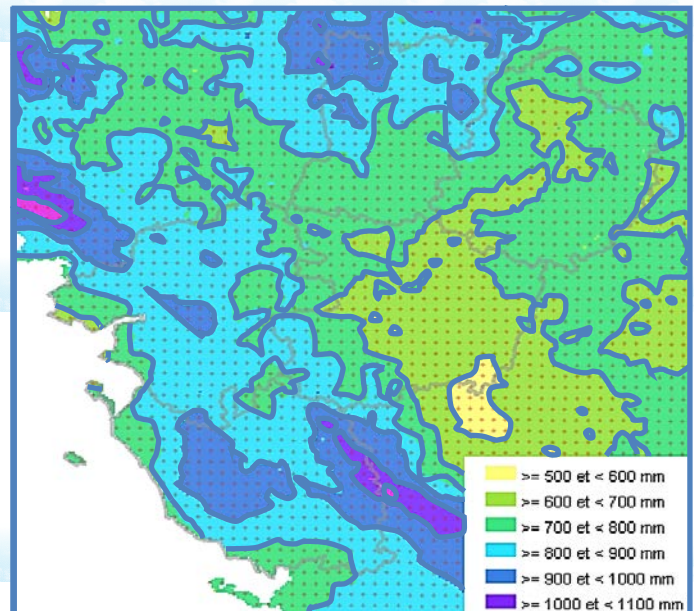 >= 500 et < 600 mm
>= 600 et < 700 mm
>= 700 et < 800 mm
>= 800 et < 900 mm
>= 900 et < 1000 mm
>= 1000 et < 1100 mm